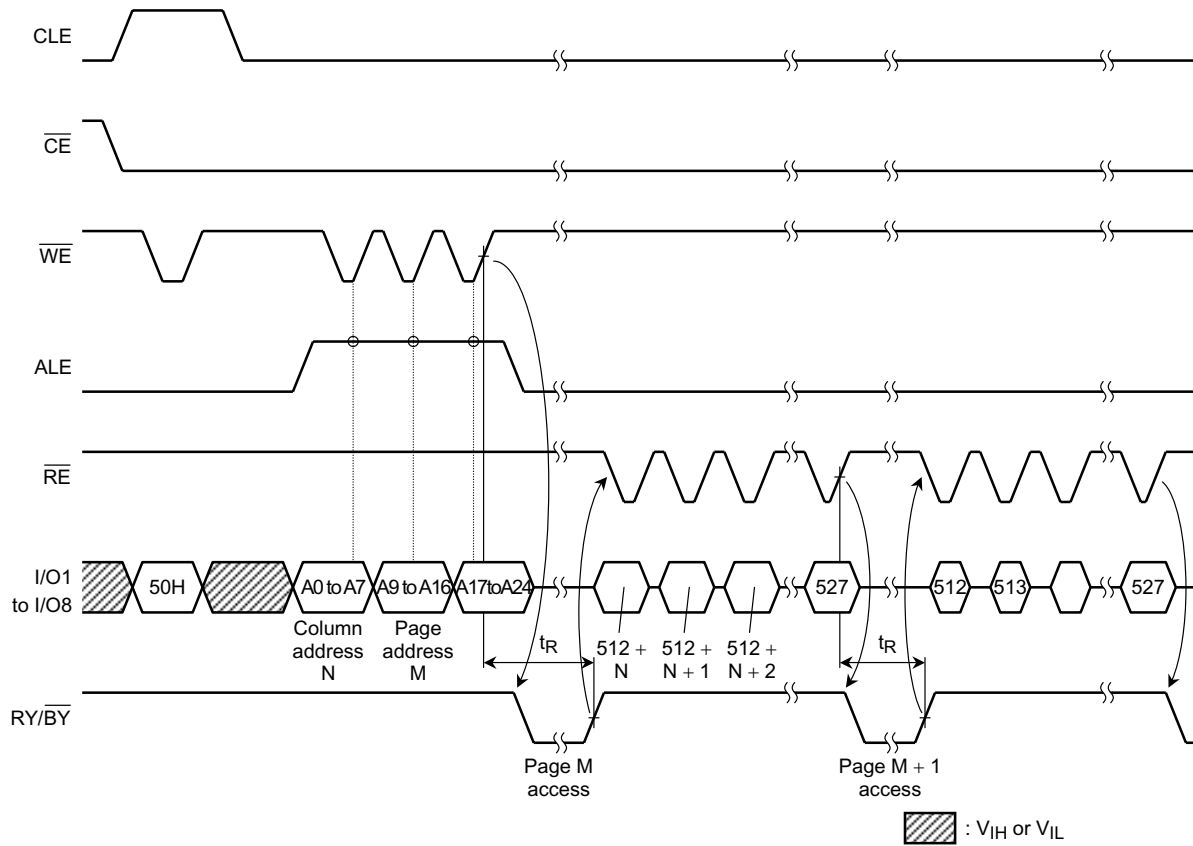 CLE
CE
WE
ALE
RE
I/O1
to I/O8
50H
A0 to A7
A9 to A16
A17 to A24
527
512
513
527
Column
address
N
Page
address
M
tR
512 +
N
512 +
N + 1
512 +
N + 2
tR
RY/BY
Page M
access
Page M + 1
access
: VIH or VIL